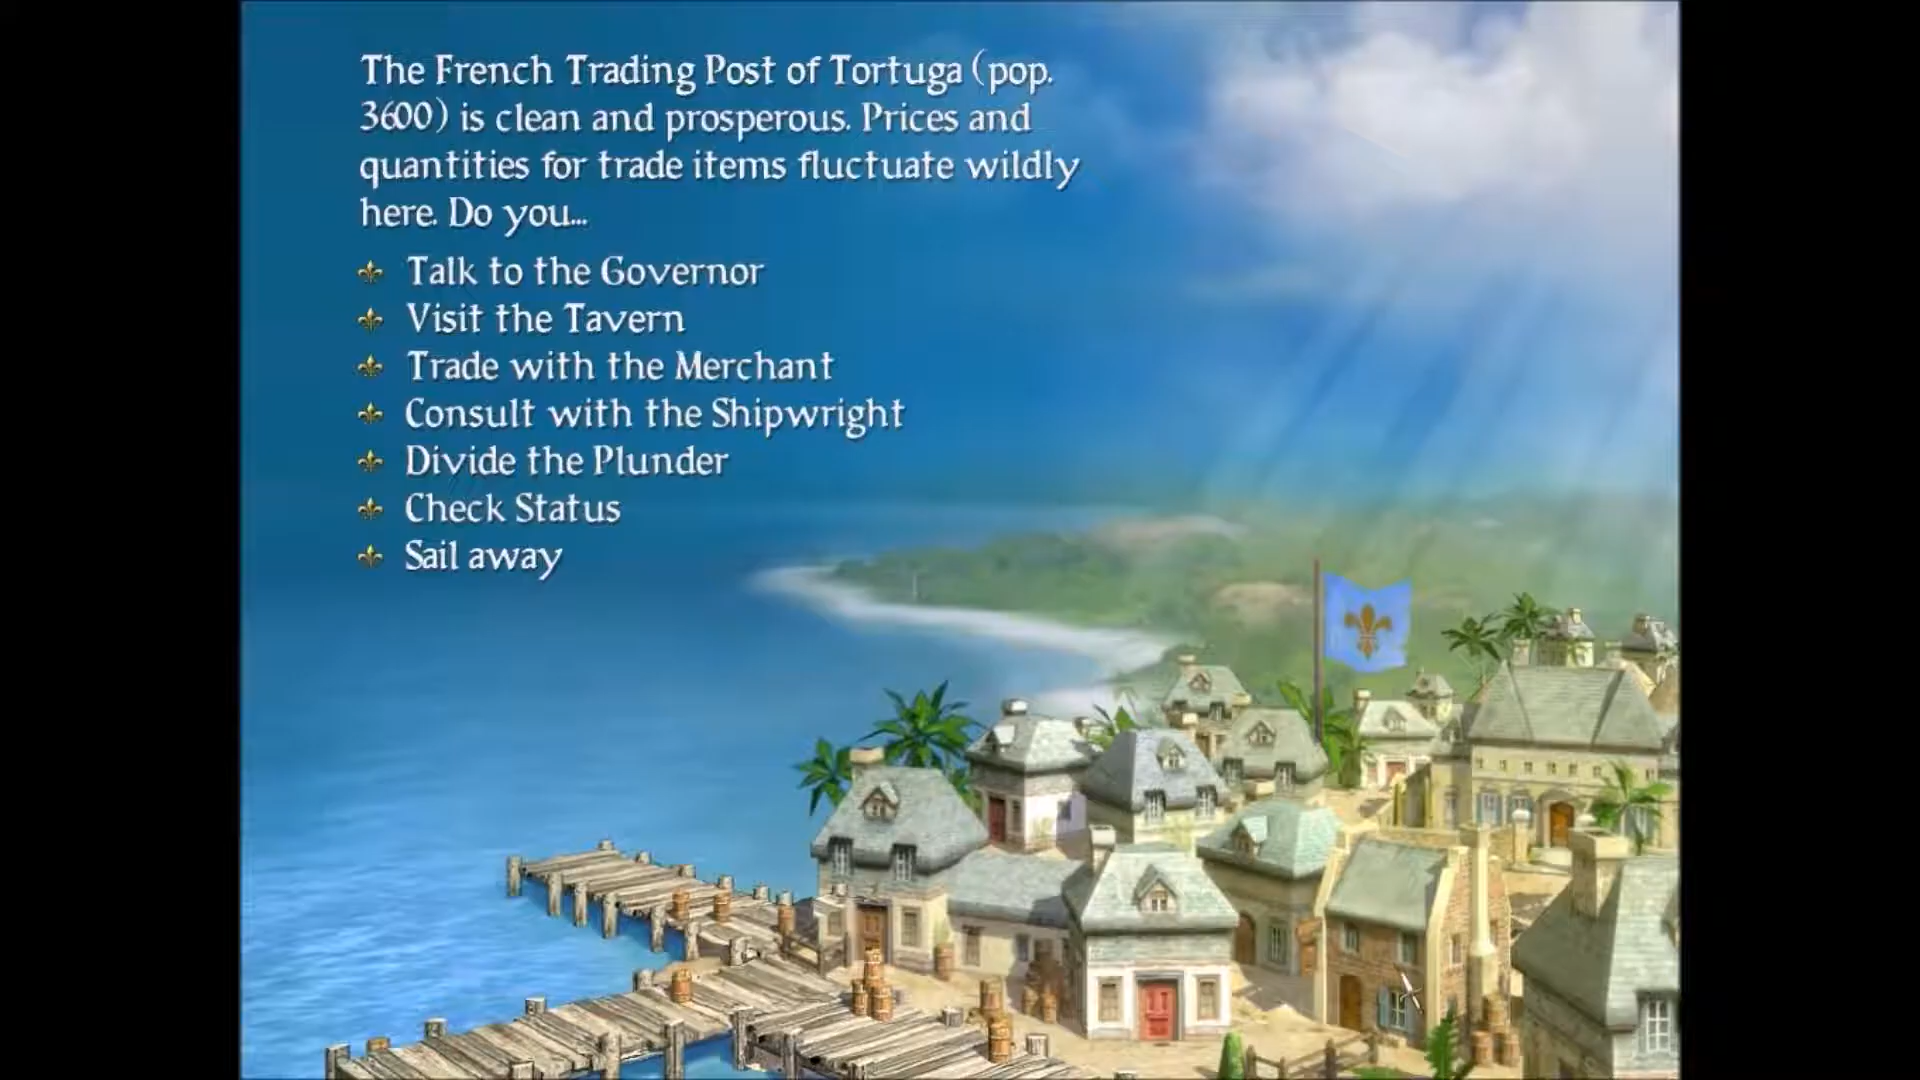 The French Trading Post of Tortuga (pop.
3600) is clean and prosperous. Prices and
quantities for trade items fluctuate wildly
here. Do you...
Talk to the Governor
Visit the Tavern
Trade with the Merchant
Consult with the Shipwright
Divide the Plunder
Check Status
Sail away